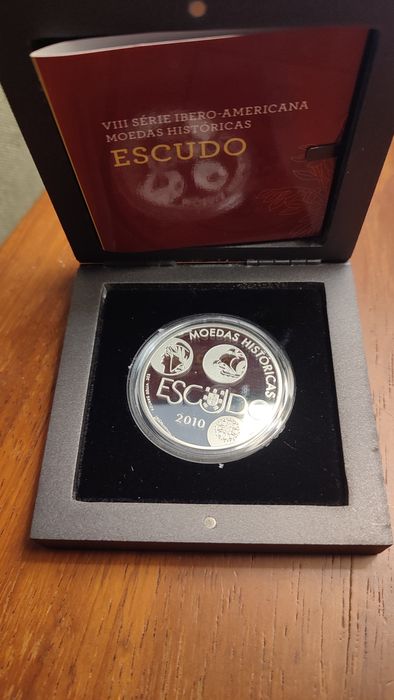 VIII SÉRIE IBERO-AMERICANA
MOEDAS HISTÓRICAS
ESCUDO
MOEDAS HISTÓRICAS
ESCUDO
2010